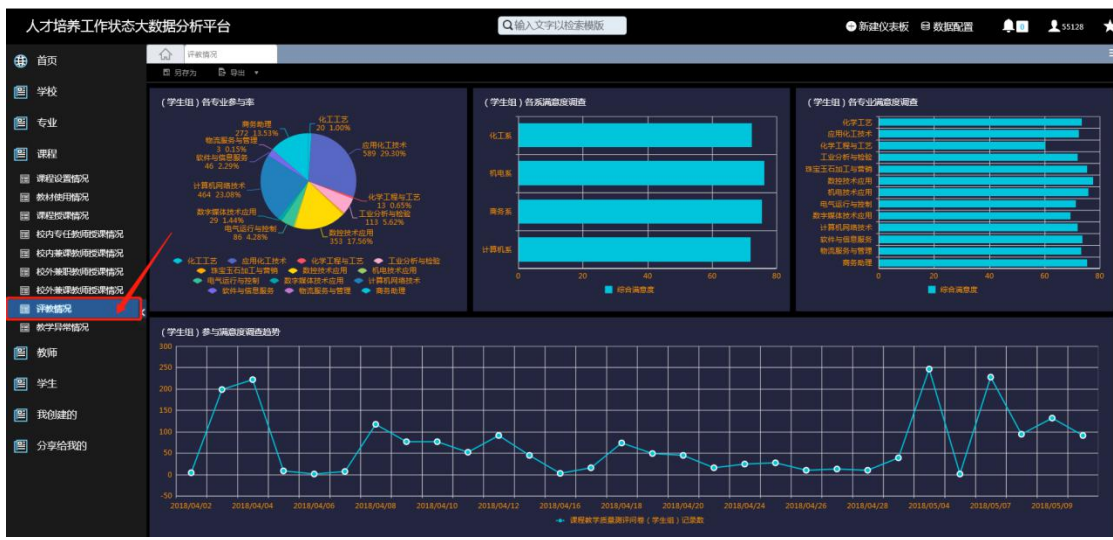 人才培养工作状态大数据分析平台
输入文字以检索模版
新建仪表板 数据配置 0 55128
首页
学校
专业
课程
课程设置情况
教材使用情况
课程授课情况
校内专任教师授课情况
校内兼课教师授课情况
校外兼职教师授课情况
校外兼课教师授课情况
评教情况
教学异常情况
教师
学生
我创建的
分享给我的
评教情况
另存为 导出
(学生组)各专业参与率
化工工艺
20 1.00%
应用化工技术
589 29.30%
化学工程与工艺
13 0.65%
工业分析与检验
113 5.62%
数控技术应用
353 17.56%
电气运行与控制
86 4.28%
数字媒体技术应用
29 1.44%
计算机网络技术
464 23.08%
软件与信息服务
46 2.29%
物流服务与管理
3 0.15%
商务助理
272 13.53%
化工工艺 应用化工技术 化学工程与工艺 工业分析与检验
珠宝玉石加工与营销 数控技术应用 机电技术应用
电气运行与控制 数字媒体技术应用 计算机网络技术
软件与信息服务 物流服务与管理 商务助理
(学生组)各系满意度调查
化工系
机电系
商务系
计算机系
0 20 40 60 80
综合满意度
(学生组)各专业满意度调查
化学工艺
应用化工技术
化学工程与工艺
工业分析与检验
珠宝玉石加工与营销
数控技术应用
机电技术应用
电气运行与控制
数字媒体技术应用
计算机网络技术
软件与信息服务
物流服务与管理
商务助理
0 20 40 60 80
综合满意度
(学生组)参与满意度调查趋势
300
250
200
150
100
50
0
-50
2018/04/02 2018/04/04 2018/04/06 2018/04/08 2018/04/10 2018/04/12 2018/04/16 2018/04/18 2018/04/20 2018/04/24 2018/04/26 2018/04/28 2018/05/04 2018/05/07 2018/05/09
课程教学质量测评问卷(学生组)记录数